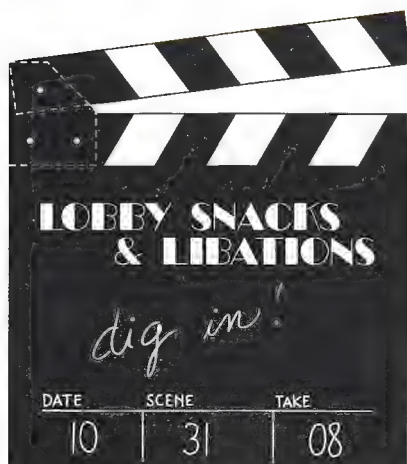 LOBBY SNACKS
& LIBATIONS
dig in!
DATE SCENE TAKE
10 31 08